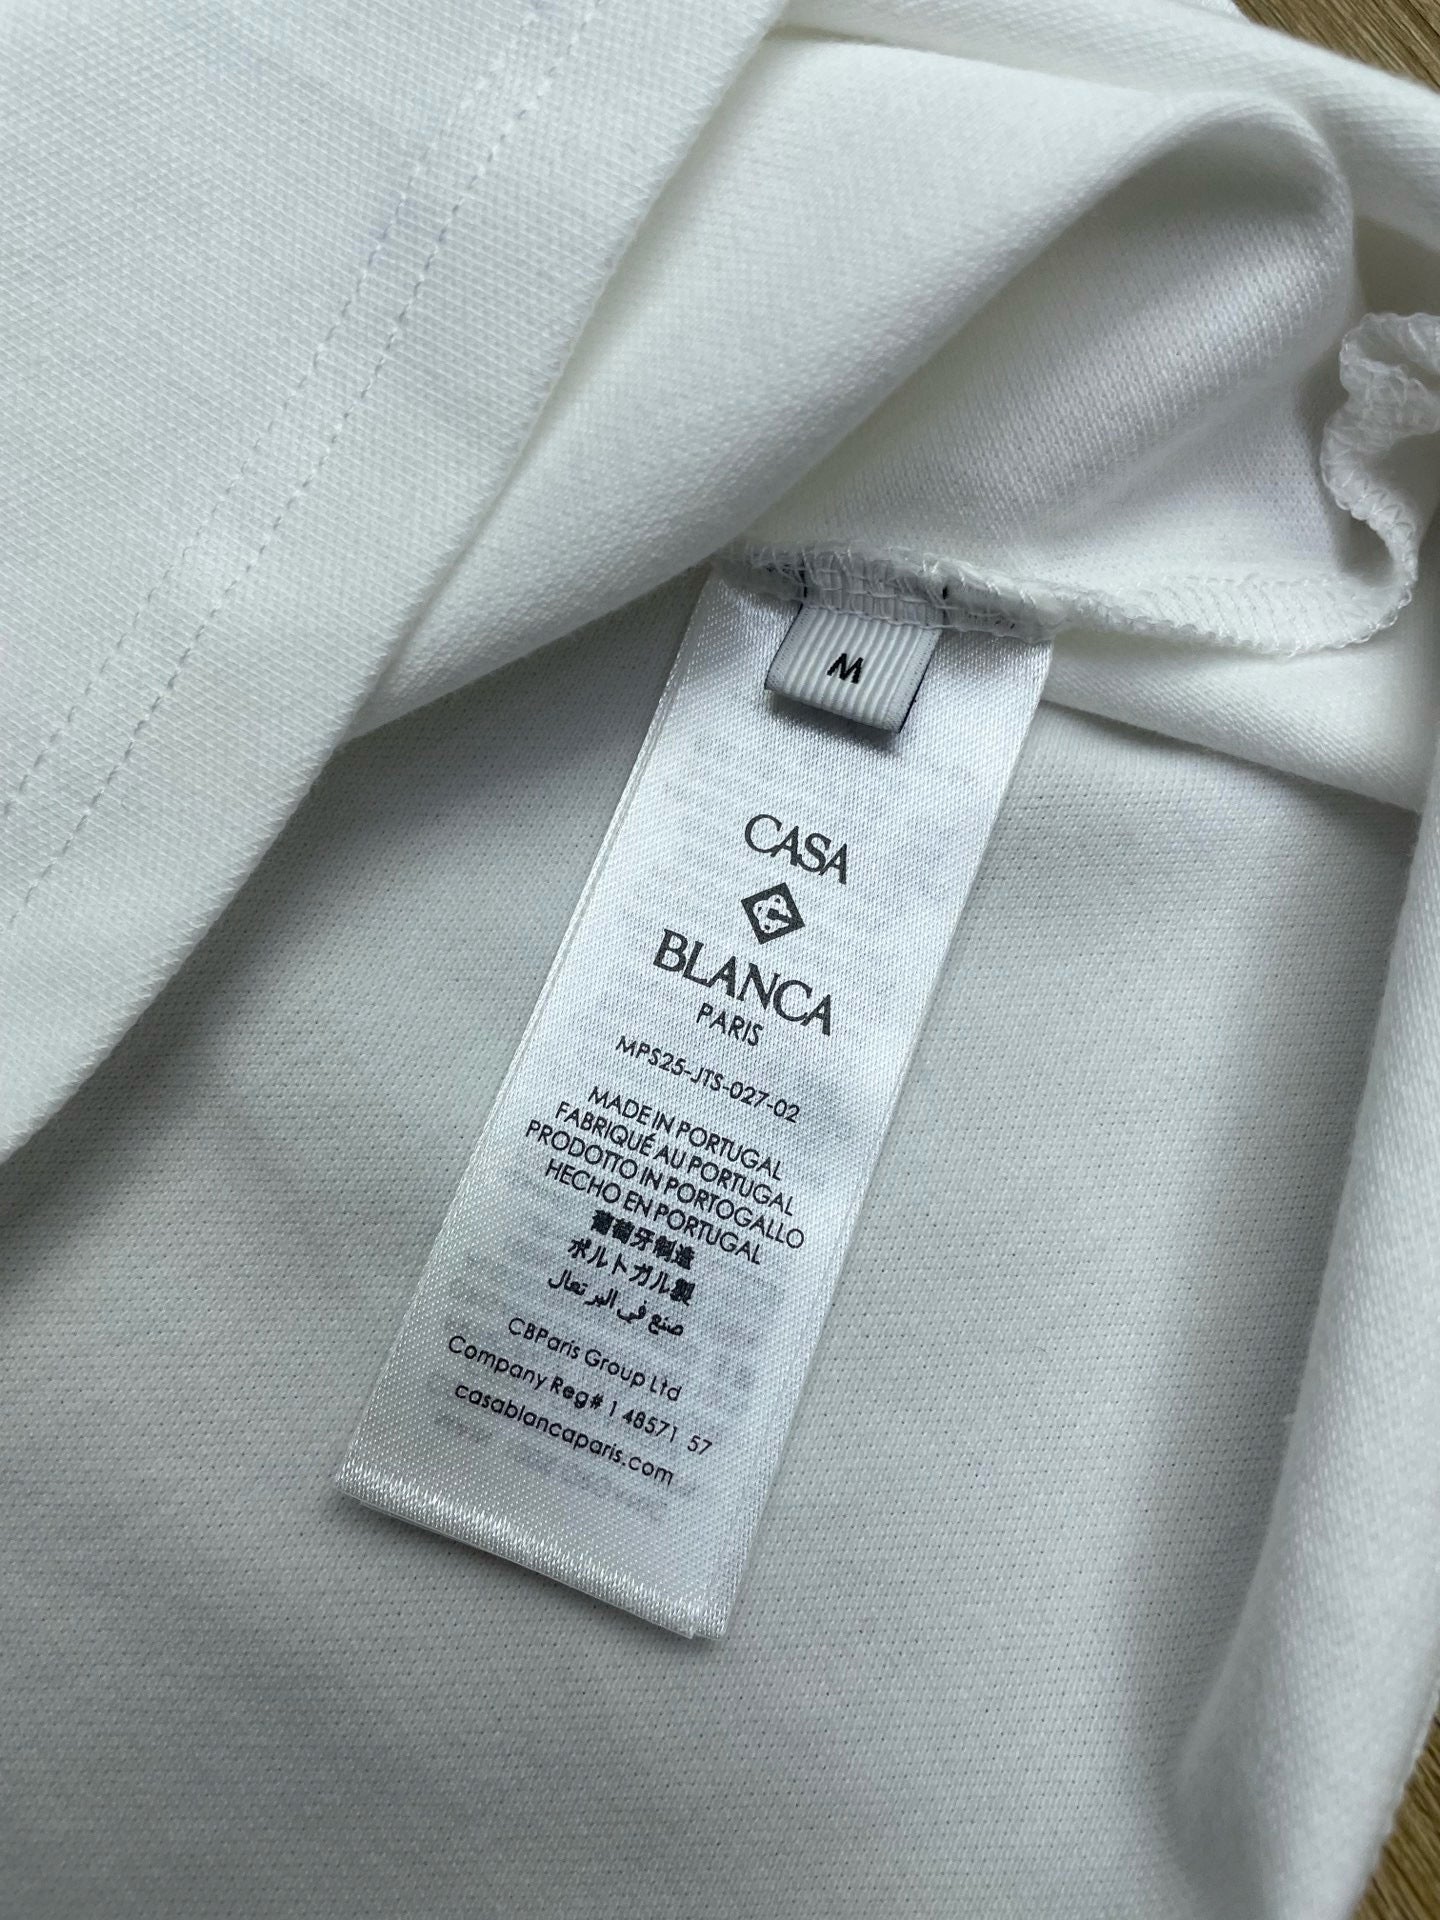 M
CASA
BLANCA
PARIS
MPS25-JTS-027-02
MADE IN PORTUGAL
FABRIQUÉ AU PORTUGAL
PRODOTTO IN PORTOGALLO
HECHO EN PORTUGAL
葡萄牙制造
ポルトガル製
صنع في البرتغال
CBParis Group Ltd
Company Reg# 1 48571 57
casablancaparis.com